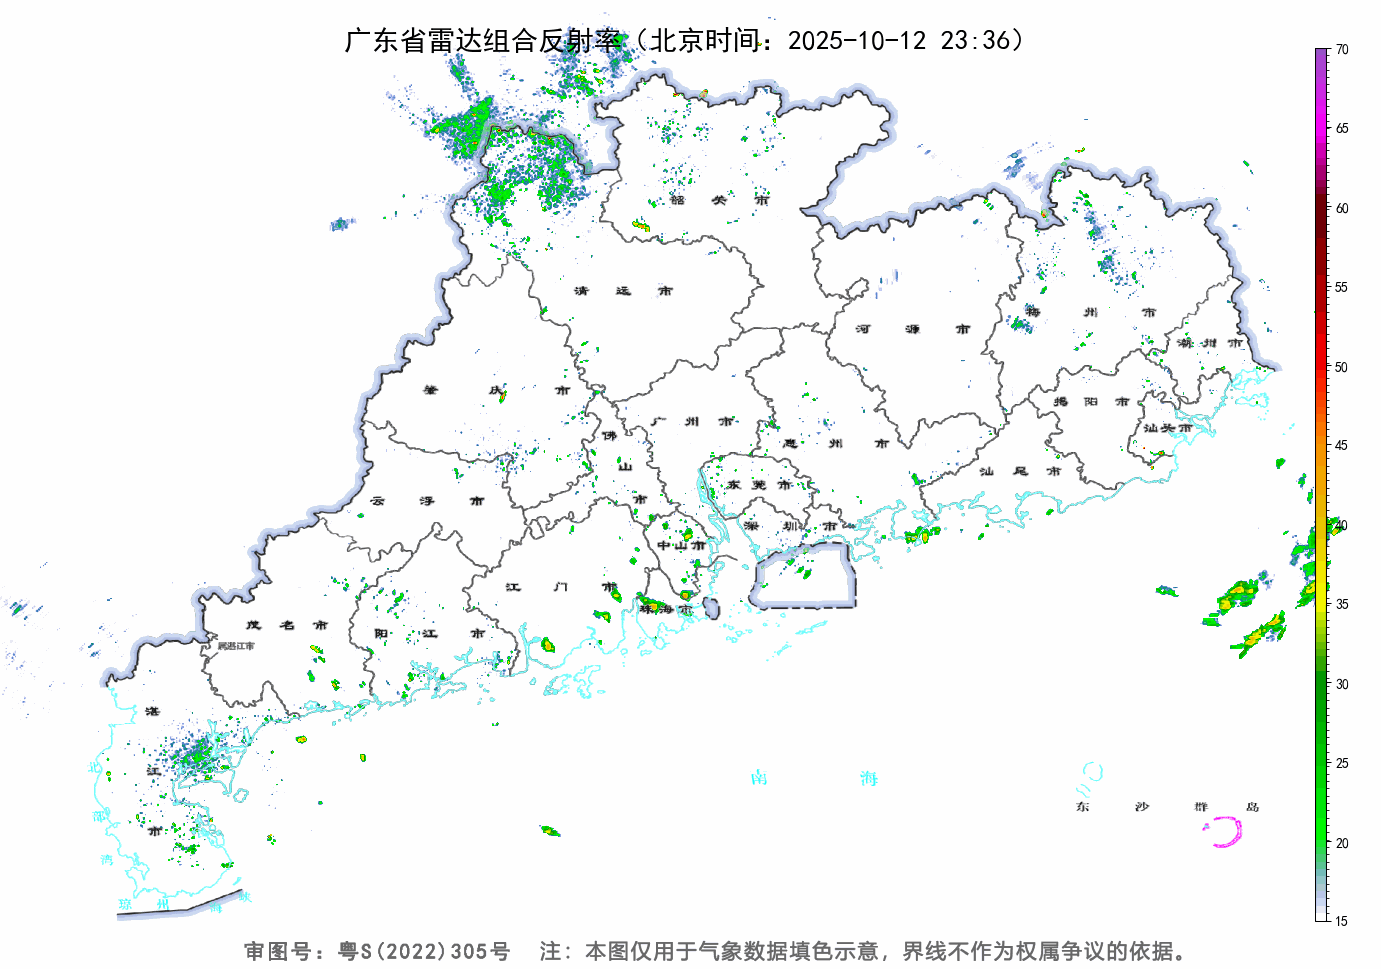 广东省雷达组合反射率（北京时间：2025-10-12 23:36）
70
65
60
55
50
45
40
35
30
25
20
15
韶关市
清远市
河源市
梅州市
潮州市
肇庆市
广州市
佛山市
惠州市
揭阳市
汕头市
汕尾市
云浮市
东莞市
深圳市
中山市
江门市
珠海市
茂名市
属湛江市
阳江市
湛江市
北部湾
南海
东沙群岛
琼州海峡
审图号：粤S(2022)305号 注：本图仅用于气象数据填色示意，界线不作为权属争议的依据。